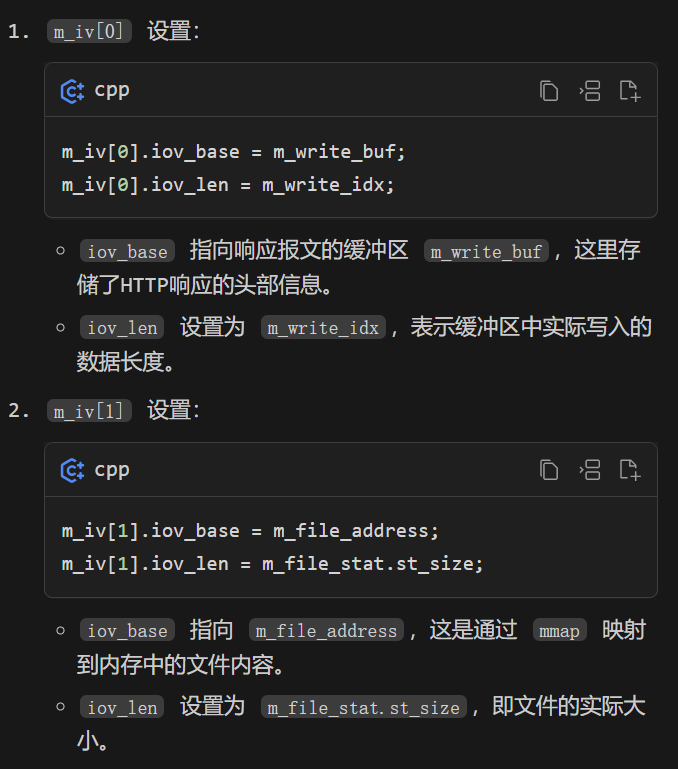 1. m_iv[0] 设置：
cpp
m_iv[0].iov_base = m_write_buf;
m_iv[0].iov_len = m_write_idx;
iov_base 指向响应报文的缓冲区 m_write_buf，这里存
储了HTTP响应的头部信息。
iov_len 设置为 m_write_idx，表示缓冲区中实际写入的
数据长度。
2. m_iv[1] 设置：
cpp
m_iv[1].iov_base = m_file_address;
m_iv[1].iov_len = m_file_stat.st_size;
iov_base 指向 m_file_address，这是通过 mmap 映射
到内存中的文件内容。
iov_len 设置为 m_file_stat.st_size，即文件的实际大
小。